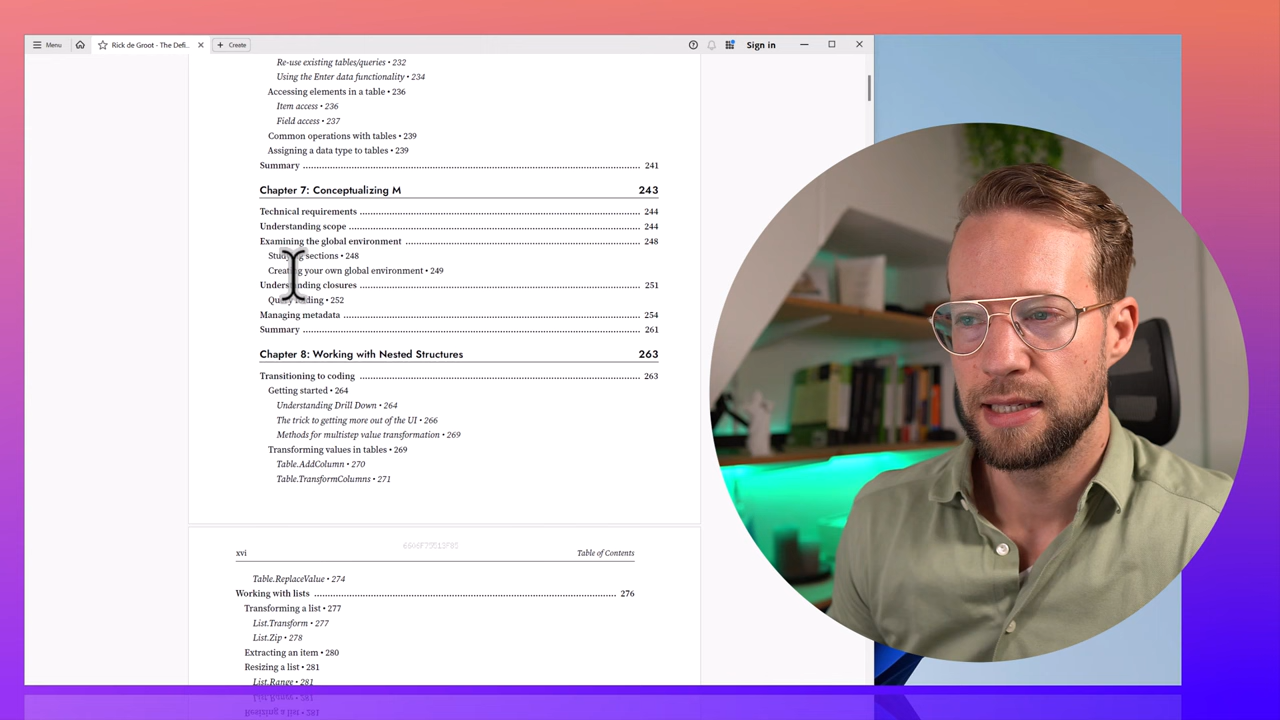 Menu
Rick de Groot - The Defi...
Create
Sign in
Re-use existing tables/queries • 232
Using the Enter data functionality • 234
Accessing elements in a table • 236
Item access • 236
Field access • 237
Common operations with tables • 239
Assigning a data type to tables • 239
Summary 241
Chapter 7: Conceptualizing M 243
Technical requirements 244
Understanding scope 244
Examining the global environment 248
sections • 248
your own global environment • 249
closures 251
• 252
Managing metadata 254
Summary 261
Chapter 8: Working with Nested Structures 263
Transitioning to coding 263
Getting started • 264
Understanding Drill Down • 264
The trick to getting more out of the UI • 266
Methods for multistep value transformation • 269
Transforming values in tables • 269
Table.AddColumn • 270
Table.TransformColumns • 271
xvi Table of Contents
Table.ReplaceValue • 274
Working with lists 276
Transforming a list • 277
List.Transform • 277
List.Zip • 278
Extracting an item • 280
Resizing a list • 281
List.Range • 281